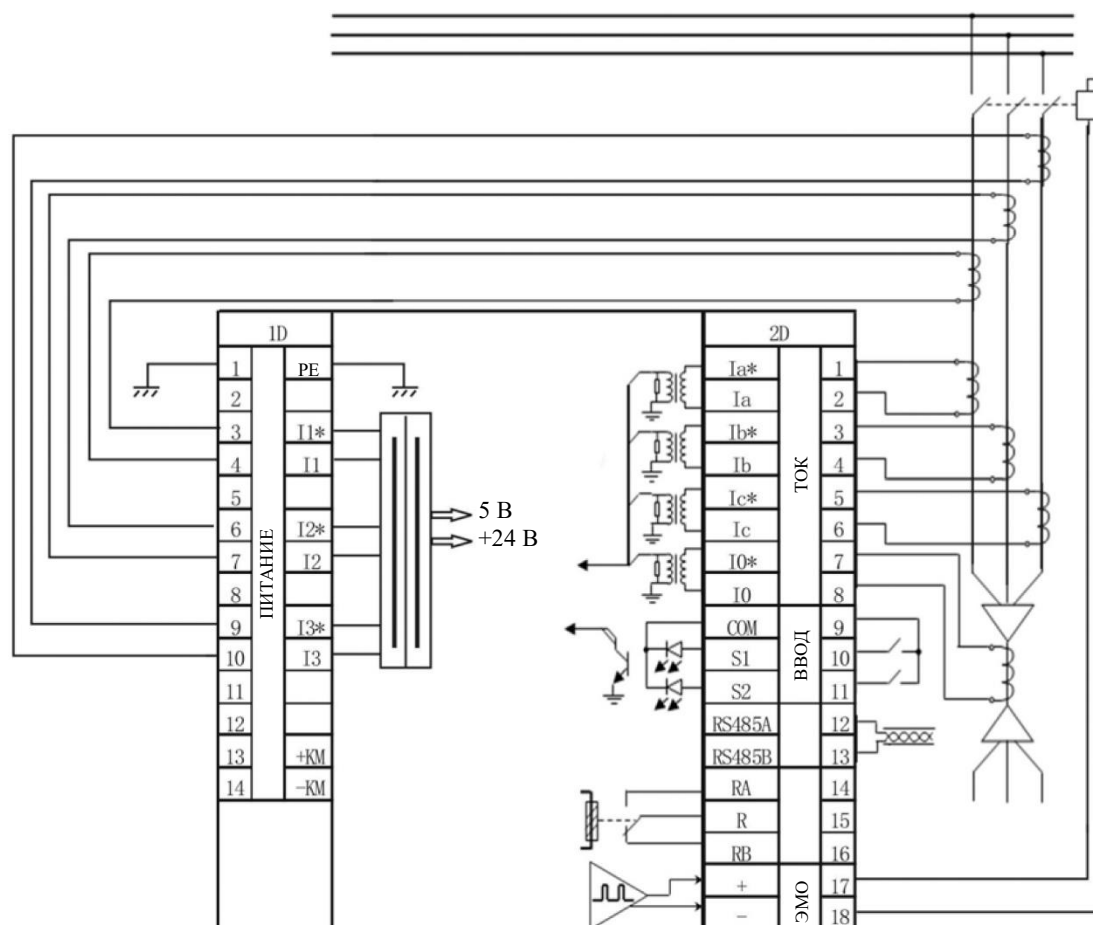 1D
1 PE
2
3 I1*
4 I1
5
6 I2*
7 I2
8
9 I3*
10 I3
11
12
13 +KM
14 -KM
ПИТАНИЕ
5 В
+24 В
2D
Ia* 1
Ia 2
Ib* 3
Ib 4
Ic* 5
Ic 6
I0* 7
I0 8
ТОК
COM 9
S1 10
S2 11
ВВОД
RS485A 12
RS485B 13
RA 14
R 15
RB 16
+ 17
- 18
ЭМО